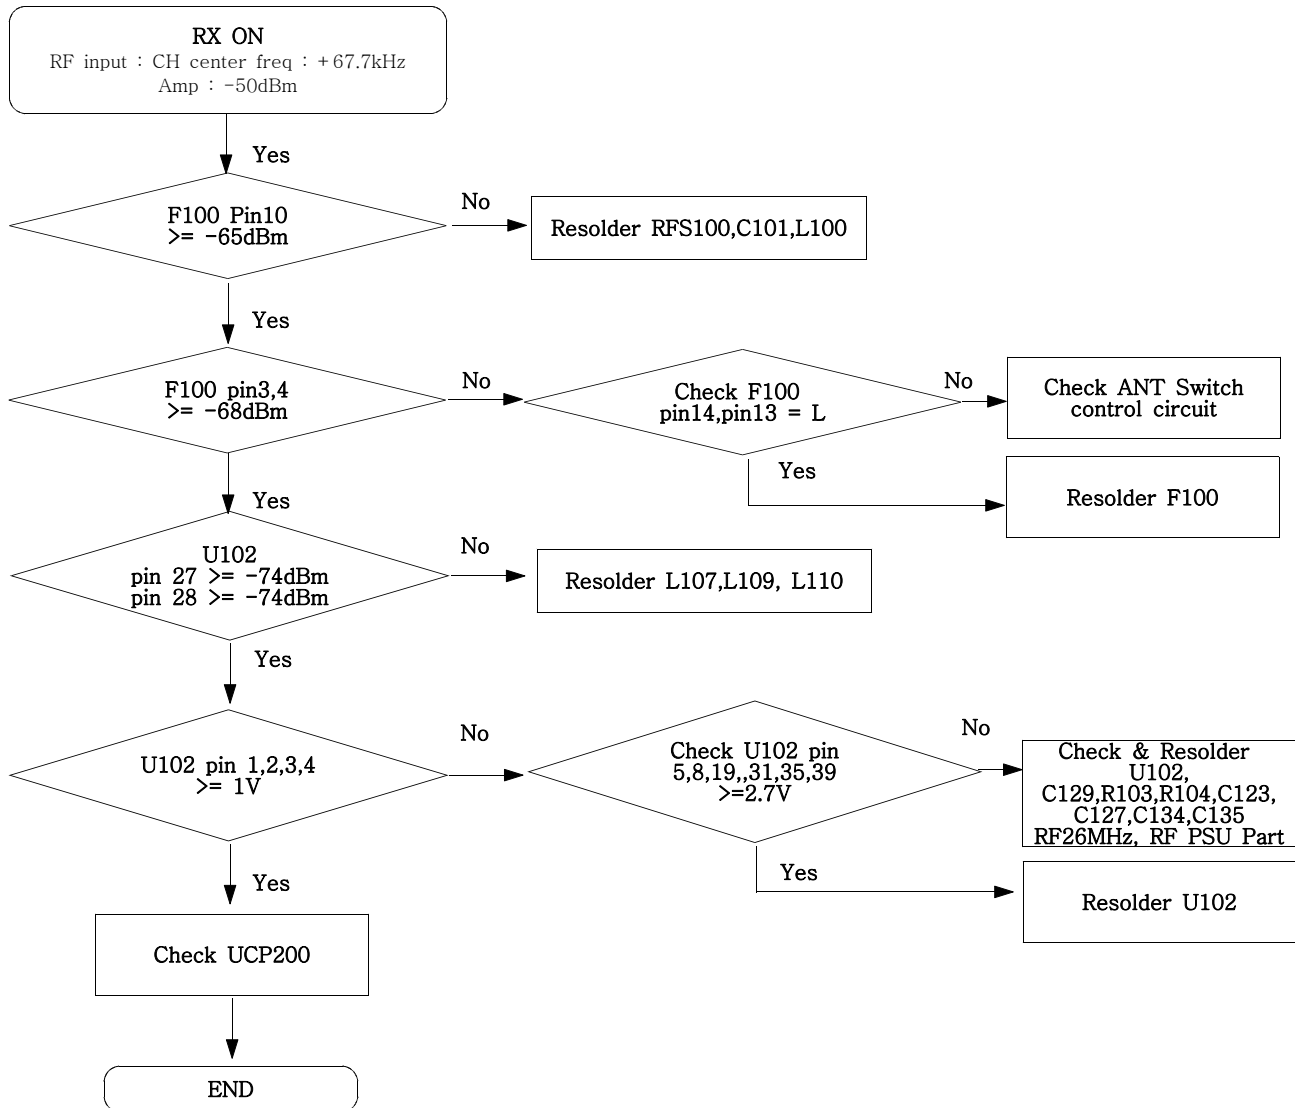 RX ON
RF input : CH center freq : +67.7kHz
Amp : -50dBm
Yes
F100 Pin10
>= -65dBm
No
Resolder RFS100,C101,L100
Yes
F100 pin3,4
>= -68dBm
No
Check F100
pin14,pin13 = L
No
Check ANT Switch
control circuit
Yes
Resolder F100
Yes
U102
pin 27 >= -74dBm
pin 28 >= -74dBm
No
Resolder L107,L109, L110
Yes
U102 pin 1,2,3,4
>= 1V
No
Check U102 pin
5,8,19,,31,35,39
>=2.7V
No
Check & Resolder
U102,
C129,R103,R104,C123,
C127,C134,C135
RF26MHz, RF PSU Part
Yes
Resolder U102
Yes
Check UCP200
END